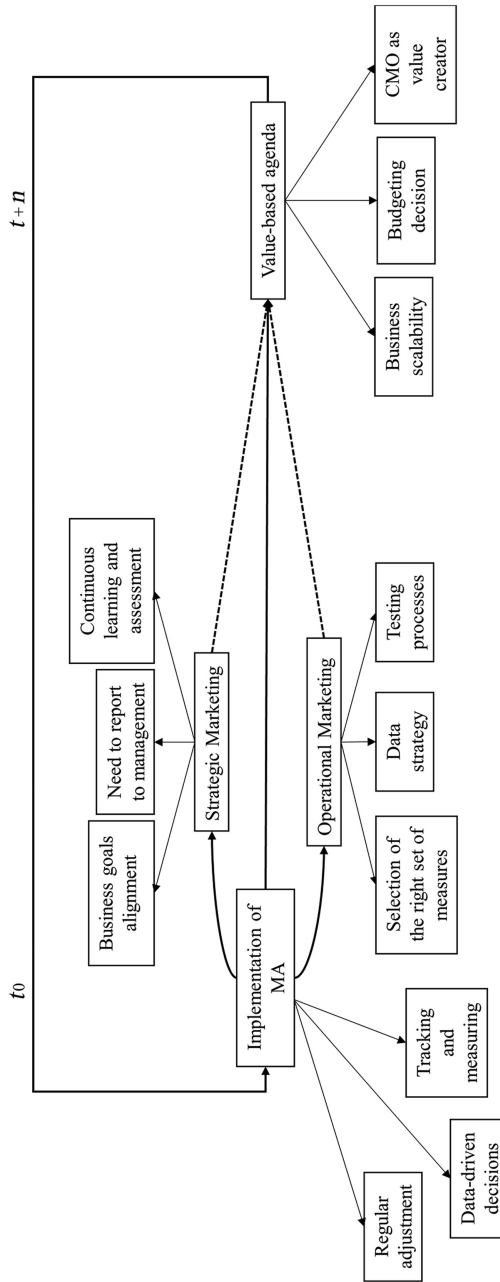 t0
t+n
Business goals
alignment
Need to report
to management
Continuous
learning and
assessment
Strategic Marketing
Implementation of
MA
Value-based agenda
Operational Marketing
Regular
adjustment
Data-driven
decisions
Tracking
and
measuring
Selection of
the right set of
measures
Data
strategy
Testing
processes
Business
scalability
Budgeting
decision
CMO as
value
creator